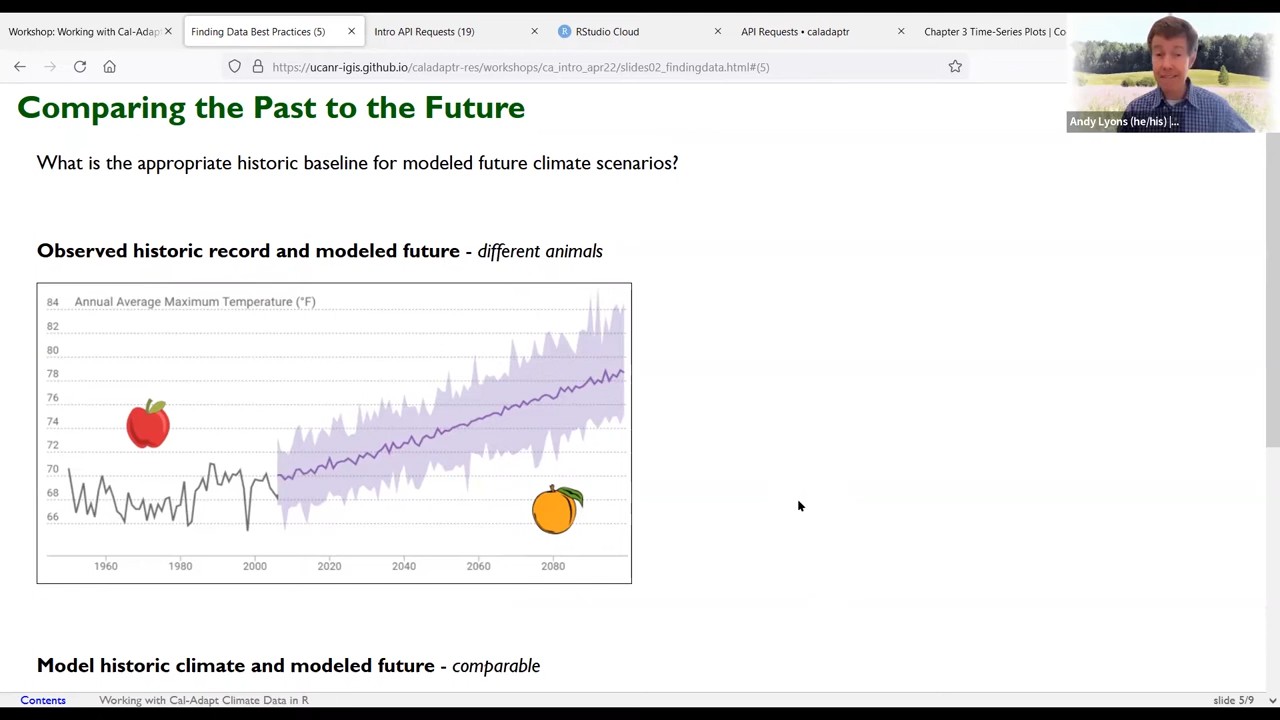 Workshop: Working with Cal-Adap
Finding Data Best Practices (5)
Intro API Requests (19)
RStudio Cloud
API Requests • caladaptr
Chapter 3 Time-Series Plots | Co
https://ucanr-igis.github.io/caladaptr-
workshops/ca_intro_apr22/slides02_findingdata.html#(5)
Andy Lyons (he/his) |...
Comparing the Past to the Future
What is the appropriate historic baseline for modeled future climate scenarios?
Observed historic record and modeled future - different animals
Annual Average Maximum Temperature (°F)
84
82
80
78
76
74
72
70
68
66
1960 1980 2000 2020 2040 2060 2080
Model historic climate and modeled future - comparable
Contents Working with Cal-Adapt Climate Data in R slide 5/9